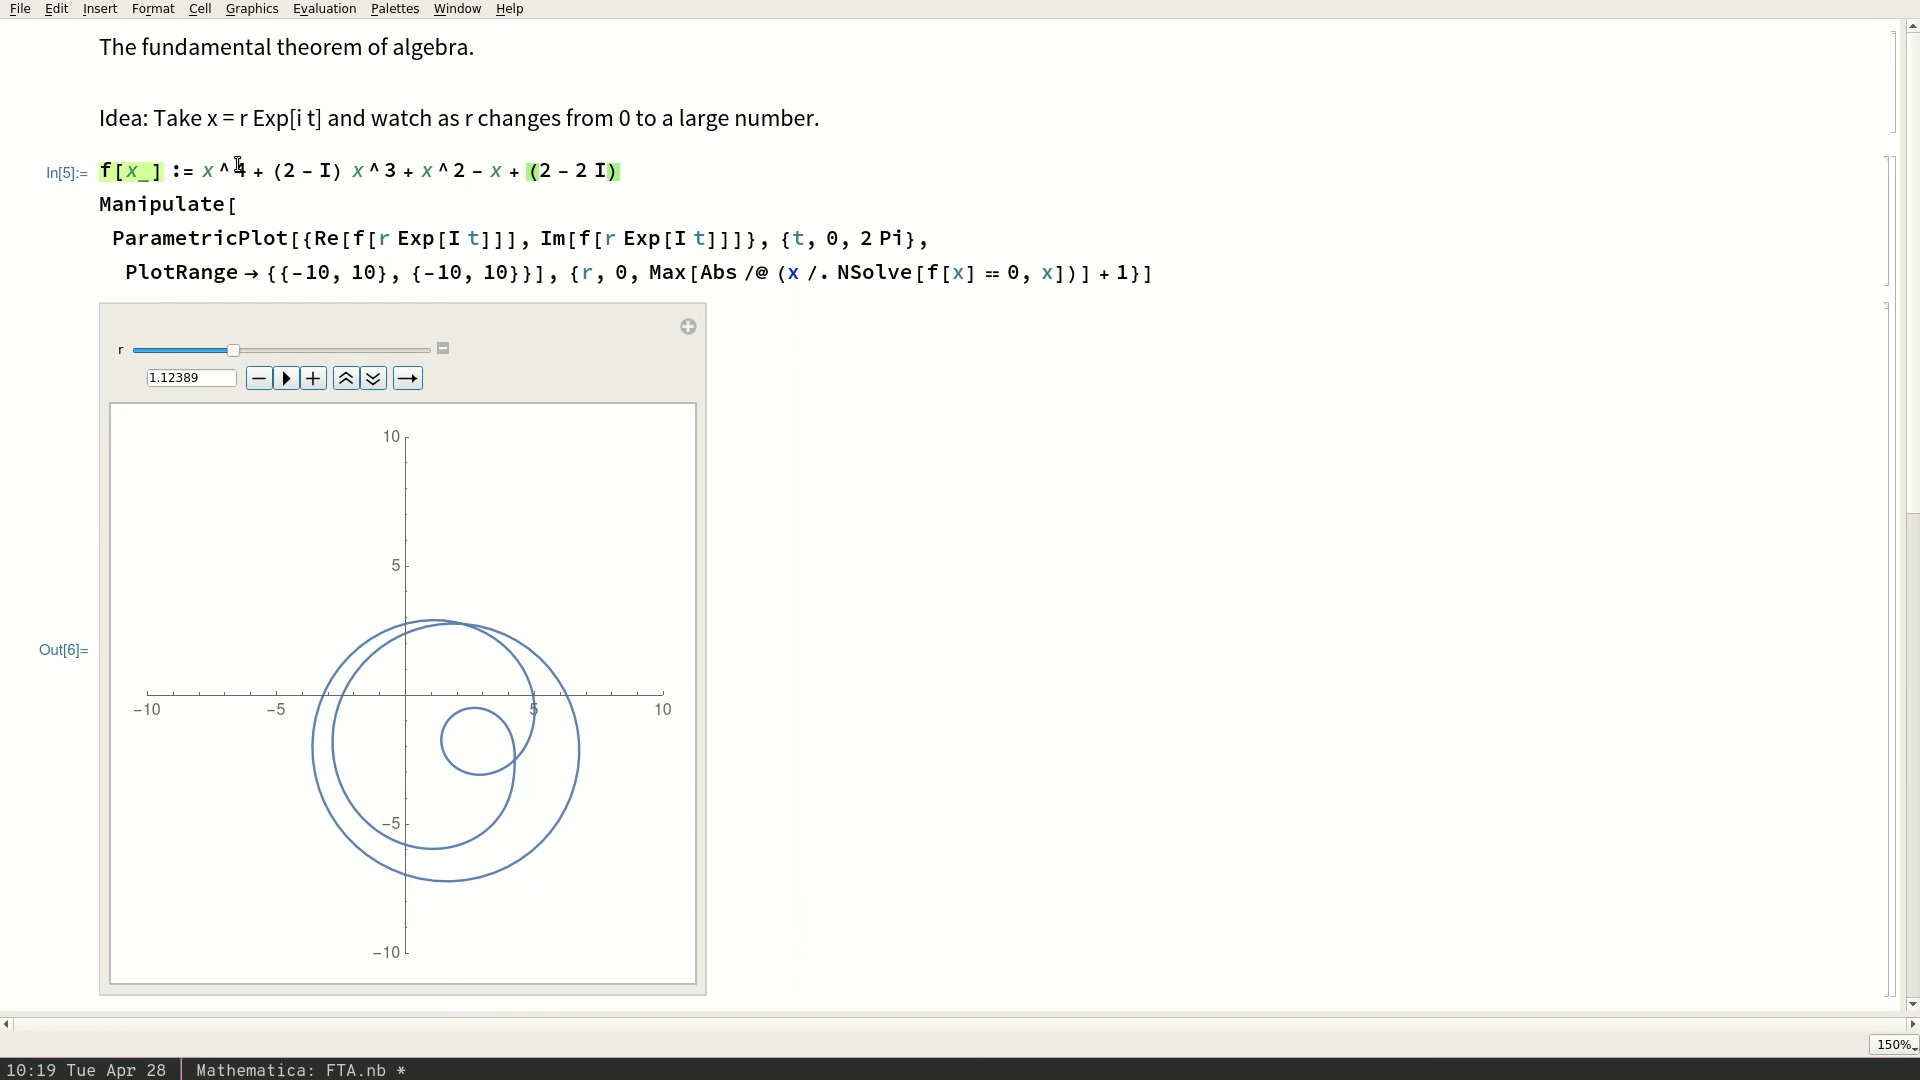 File Edit Insert Format Cell Graphics Evaluation Palettes Window Help
The fundamental theorem of algebra.
Idea: Take x = r Exp[i t] and watch as r changes from 0 to a large number.
In[5]:= f[x_] := x^4 + (2 - I) x^3 + x^2 - x + (2 - 2 I)
Manipulate[
ParametricPlot[{Re[f[r Exp[I t]]], Im[f[r Exp[I t]]]}, {t, 0, 2 Pi},
PlotRange → {{-10, 10}, {-10, 10}}], {r, 0, Max[Abs /@ (x /. NSolve[f[x] == 0, x])] + 1}]
r
1.12389
10
5
Out[6]=
-10 -5 5 10
-5
-10
150%
10:19 Tue Apr 28 | Mathematica: FTA.nb *